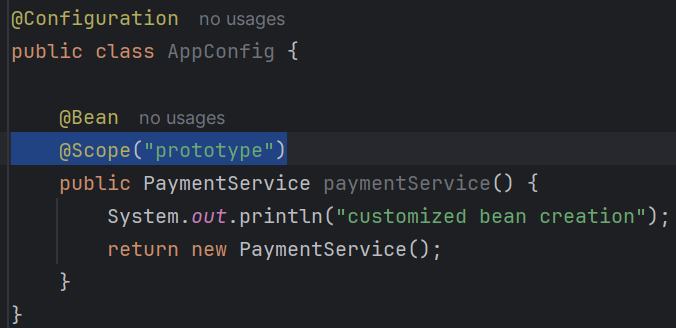 @Configuration no usages
public class AppConfig {
@Bean no usages
@Scope("prototype")
public PaymentService paymentService() {
System.out.println("customized bean creation");
return new PaymentService();
}
}